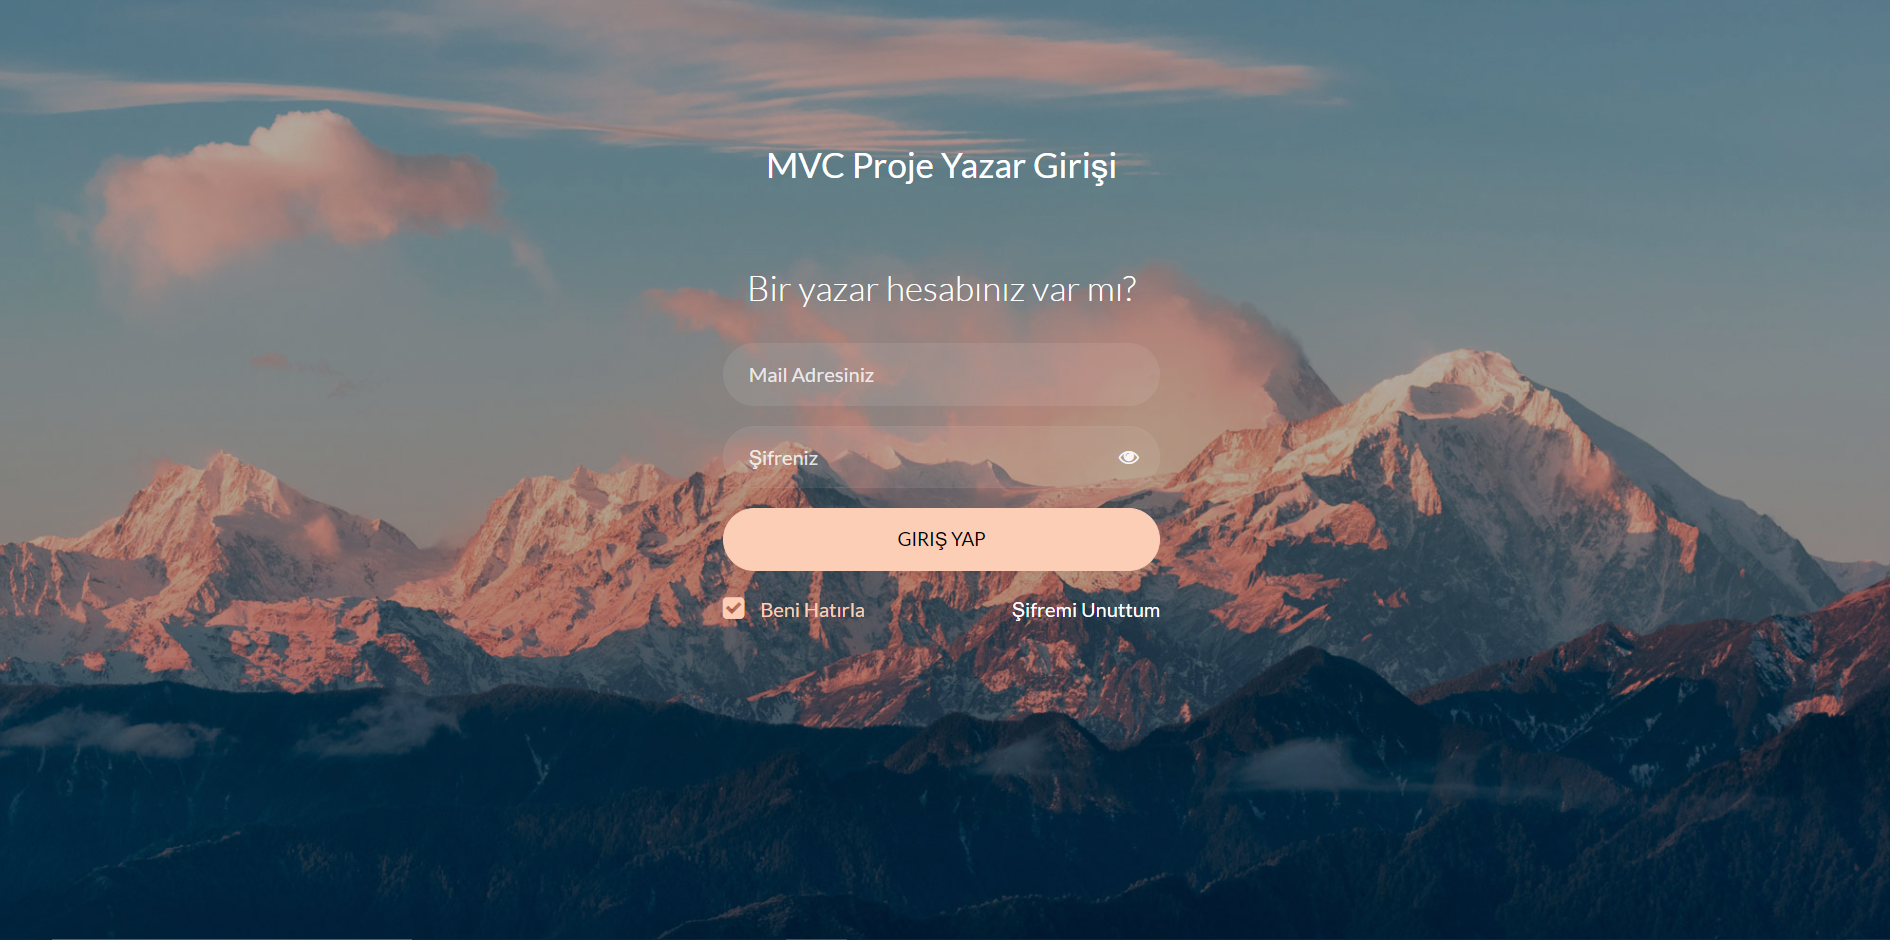 MVC Proje Yazar Girişi
Bir yazar hesabınız var mı?
Mail Adresiniz
Şifreniz
GIRIŞ YAP
Beni Hatırla
Şifremi Unuttum